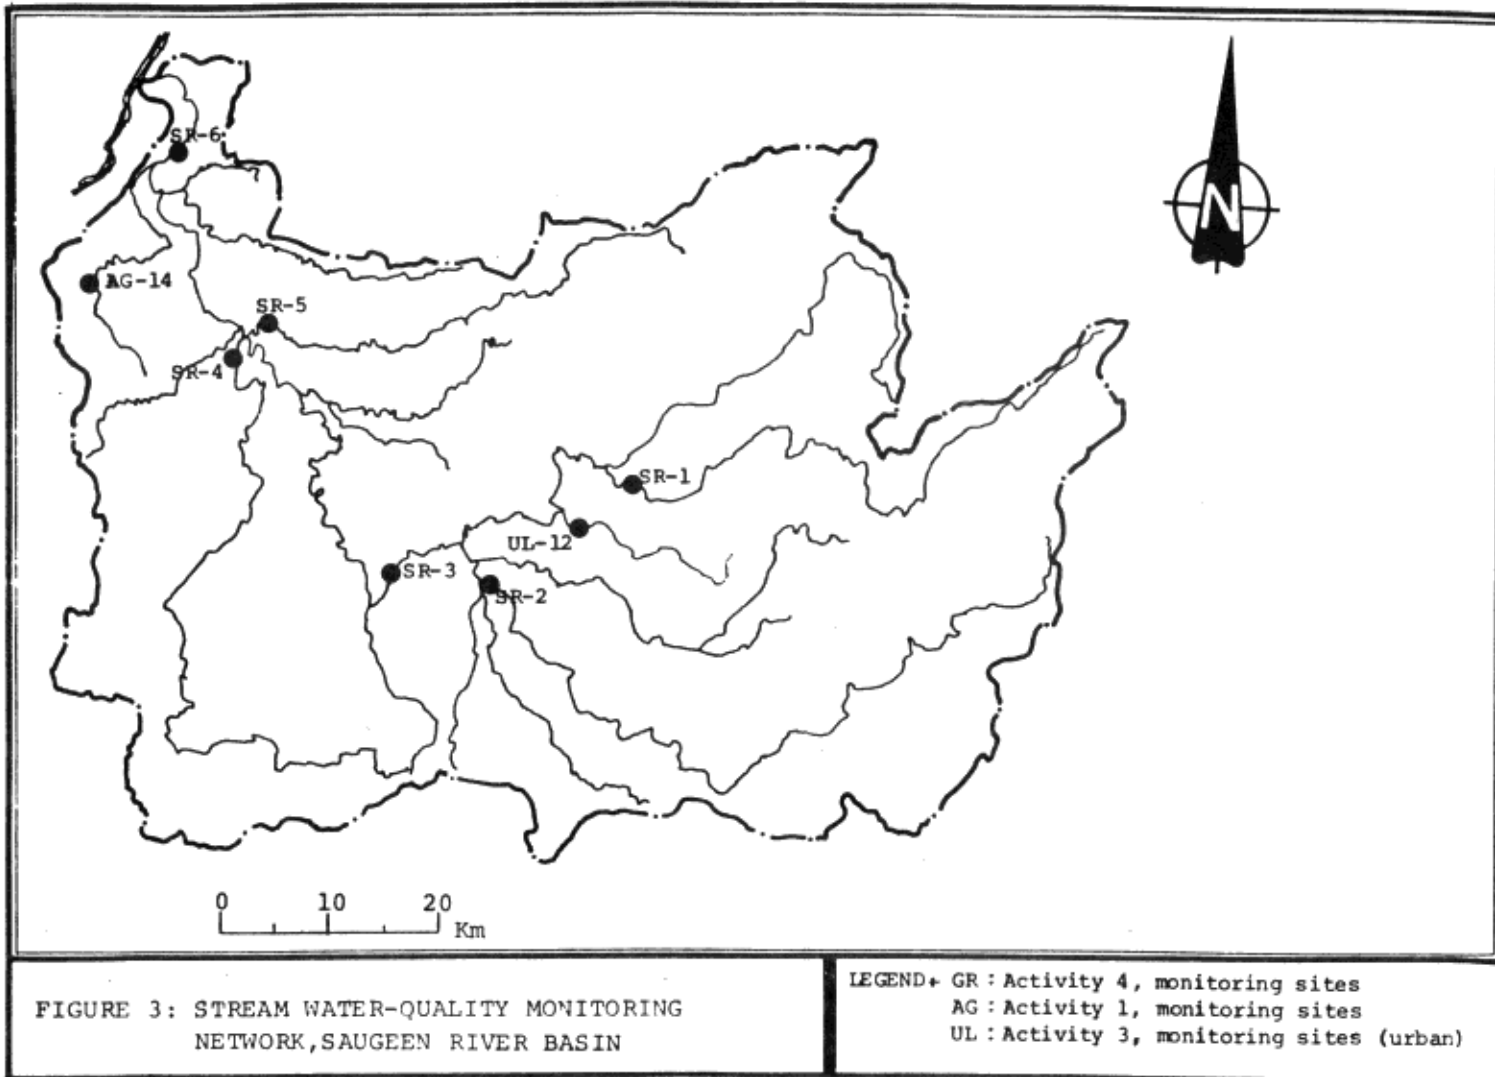 SR-6
N
AG-14
SR-5
SR-4
SR-1
UL-12
SR-3
SR-2
0 10 20
Km
FIGURE 3: STREAM WATER-QUALITY MONITORING
NETWORK,SAUGEEN RIVER BASIN
LEGEND+ GR : Activity 4, monitoring sites
AG : Activity 1, monitoring sites
UL : Activity 3, monitoring sites (urban)